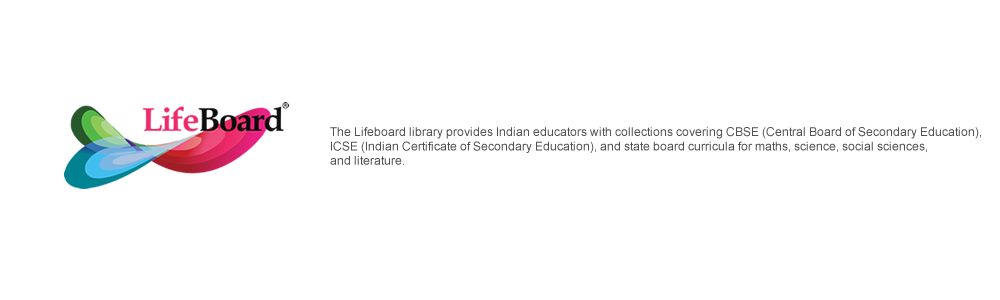 LifeBoard®
The Lifeboard library provides Indian educators with collections covering CBSE (Central Board of Secondary Education),
ICSE (Indian Certificate of Secondary Education), and state board curricula for maths, science, social sciences,
and literature.